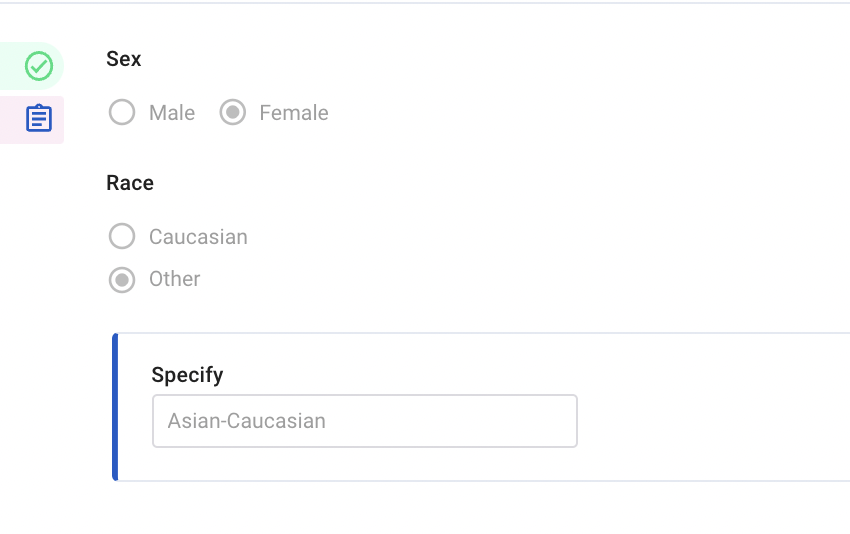 Sex
Male Female
Race
Caucasian
Other
Specify
Asian-Caucasian